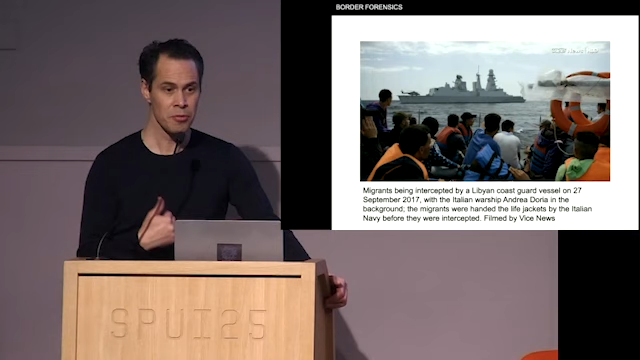 BORDER FORENSICS
Migrants being intercepted by a Libyan coast guard vessel on 27
September 2017, with the Italian warship Andrea Doria in the
background; the migrants were handed the life jackets by the Italian
Navy before they were intercepted. Filmed by Vice News
SPUI25